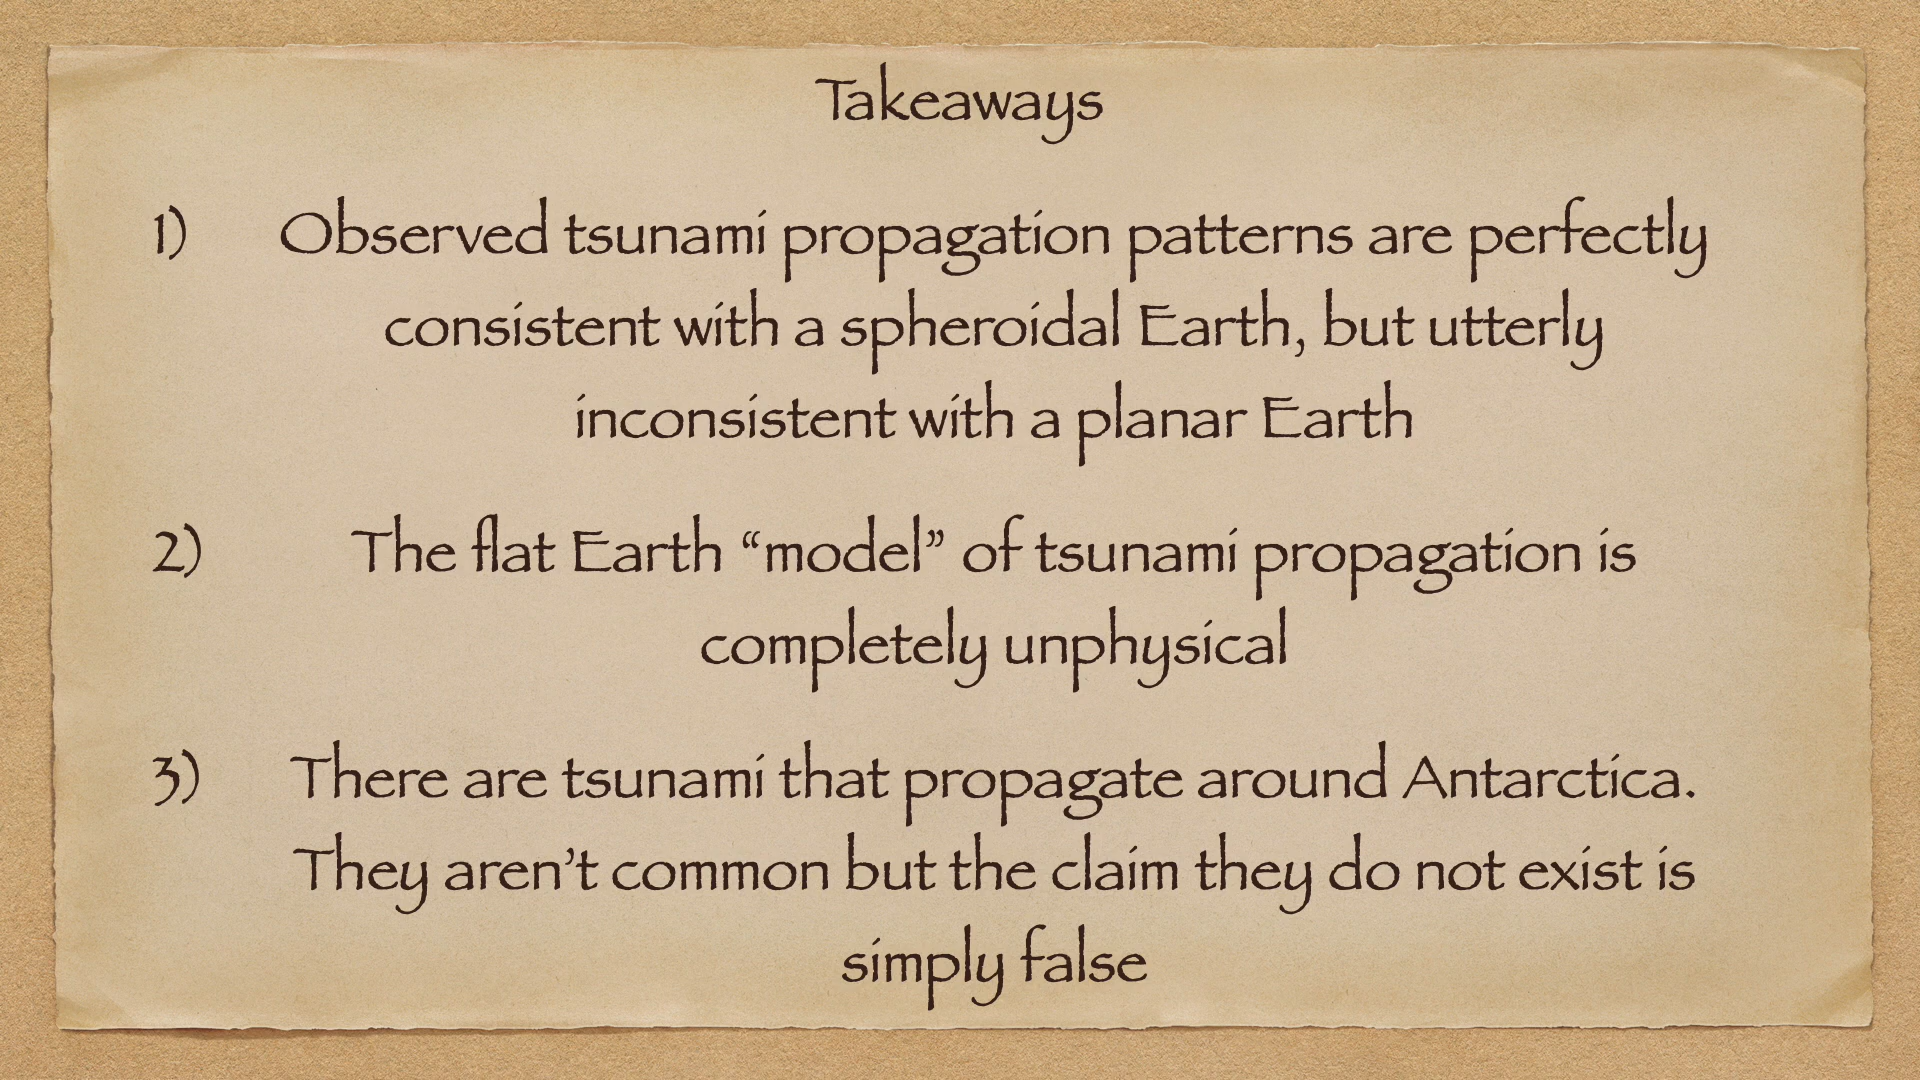 Takeaways
1) Observed tsunami propagation patterns are perfectly
consistent with a spheroidal Earth, but utterly
inconsistent with a planar Earth
2) The flat Earth “model” of tsunami propagation is
completely unphysical
3) There are tsunami that propagate around Antarctica.
They aren’t common but the claim they do not exist is
simply false